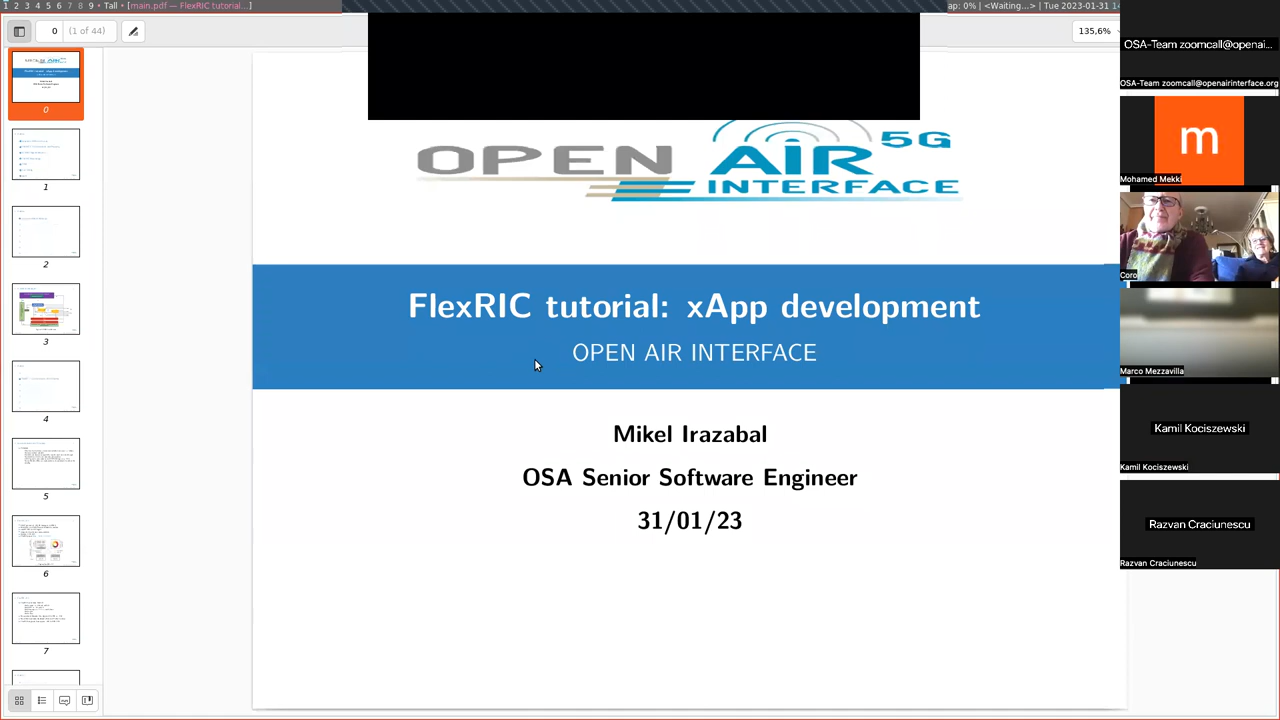 1 2 3 4 5 6 7 8 9 • Tall • [main.pdf — FlexRIC tutorial...]
ap: 0% | <Waiting...> | Tue 2023-01-31 14
0 (1 of 44)
135,6%
OPEN AIR 5G
INTERFACE
FlexRIC tutorial: xApp development
OPEN AIR INTERFACE
Mikel Irazabal
OSA Senior Software Engineer
31/01/23
0
1
2
3
4
5
6
7
OSA-Team zoomcall@openai...
OSA-Team zoomcall@openairinterface.org
m
Mohamed Mekki
Coro
Marco Mezzavilla
Kamil Kociszewski
Kamil Kociszewski
Razvan Craciunescu
Razvan Craciunescu